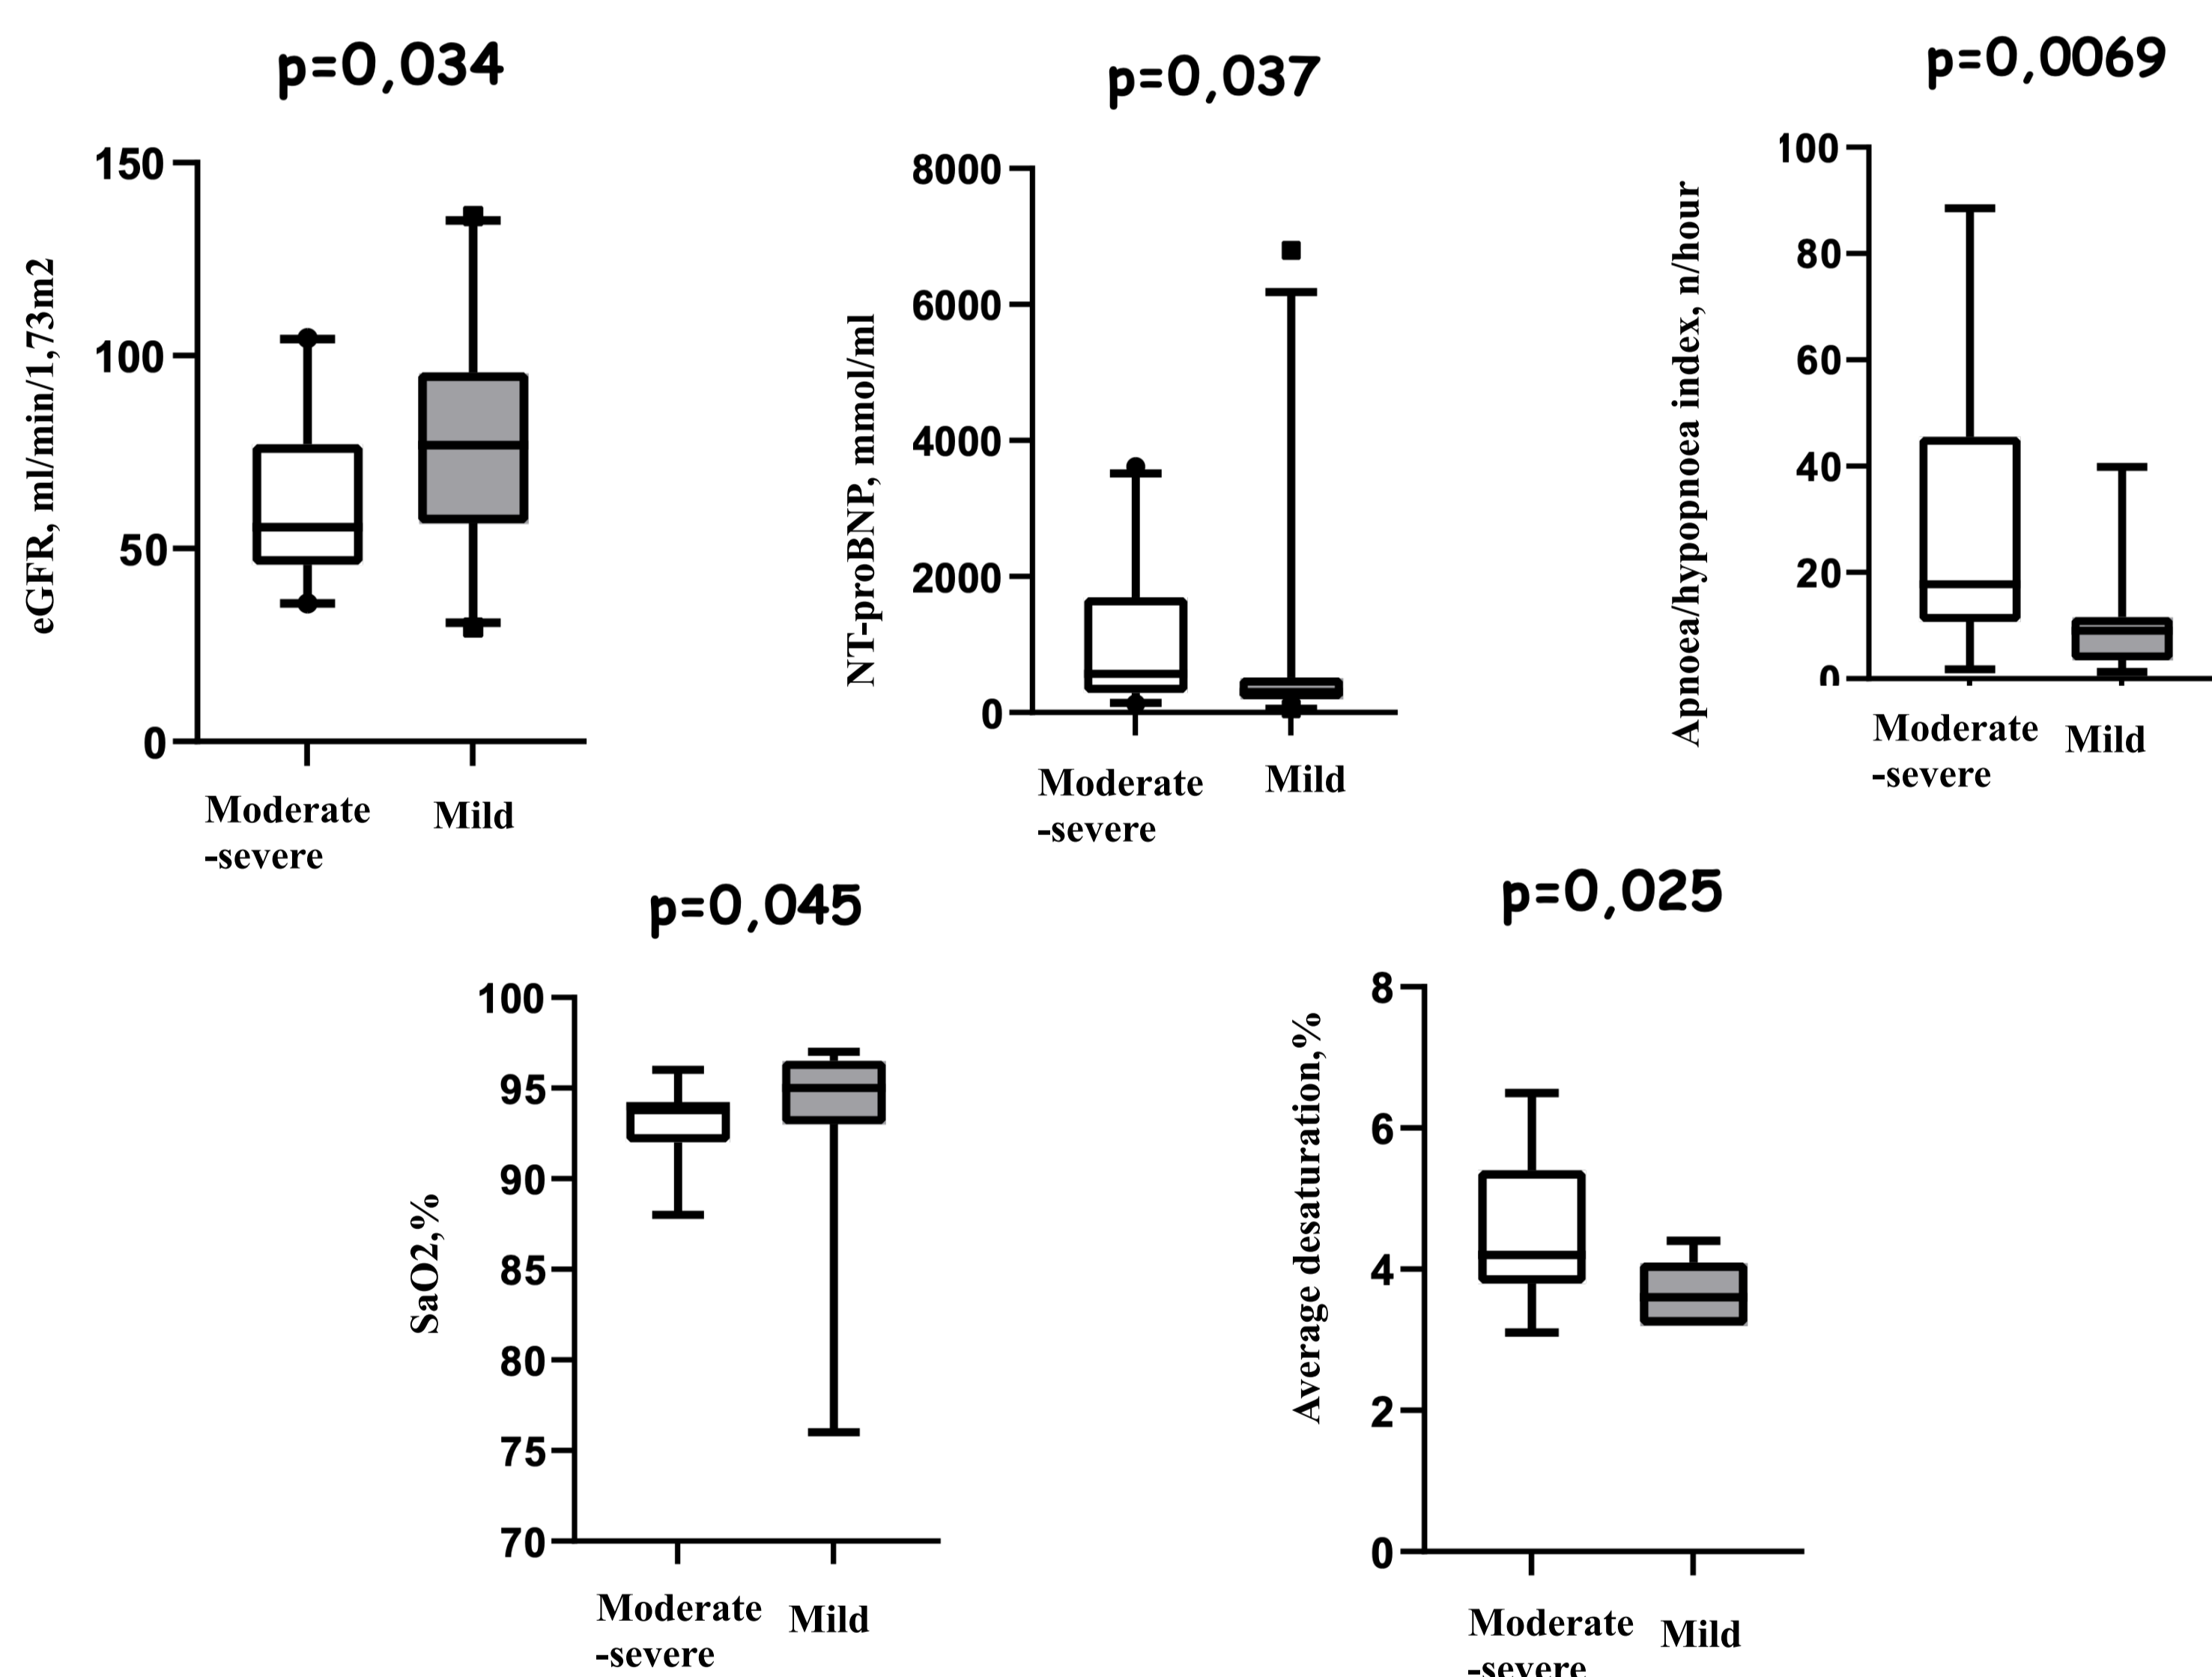 p=0,034
eGFR, ml/min/1,73m2
150
100
50
0
Moderate
-severe
Mild
p=0,037
NT-proBNP, mmol/ml
8000
6000
4000
2000
0
Moderate
-severe
Mild
p=0,0069
Apnoea/hypopnoea index, n/hour
100
80
60
40
20
0
Moderate
-severe
Mild
p=0,045
SaO2,%
100
95
90
85
80
75
70
Moderate
-severe
Mild
p=0,025
Average desaturation,%
8
6
4
2
0
Moderate
-severe
Mild